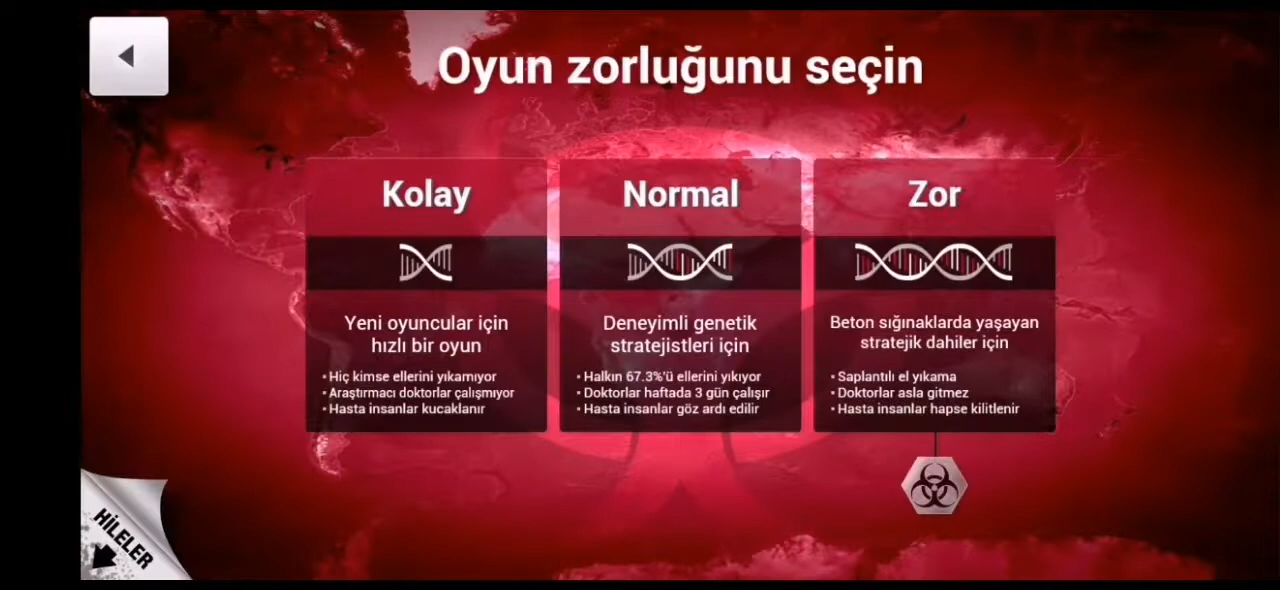 Oyun zorluğunu seçin
Kolay
Yeni oyuncular için
hızlı bir oyun
• Hiç kimse ellerini yıkamıyor
• Araştırmacı doktorlar çalışmıyor
• Hasta insanlar kucaklanır
Normal
Deneyimli genetik
stratejistleri için
• Halkın 67.3%'ü ellerini yıkıyor
• Doktorlar haftada 3 gün çalışır
• Hasta insanlar göz ardı edilir
Zor
Beton sığınaklarda yaşayan
stratejik dahiler için
• Saplantılı el yıkama
• Doktorlar asla gitmez
• Hasta insanlar hapse kilitlenir
HİLELER